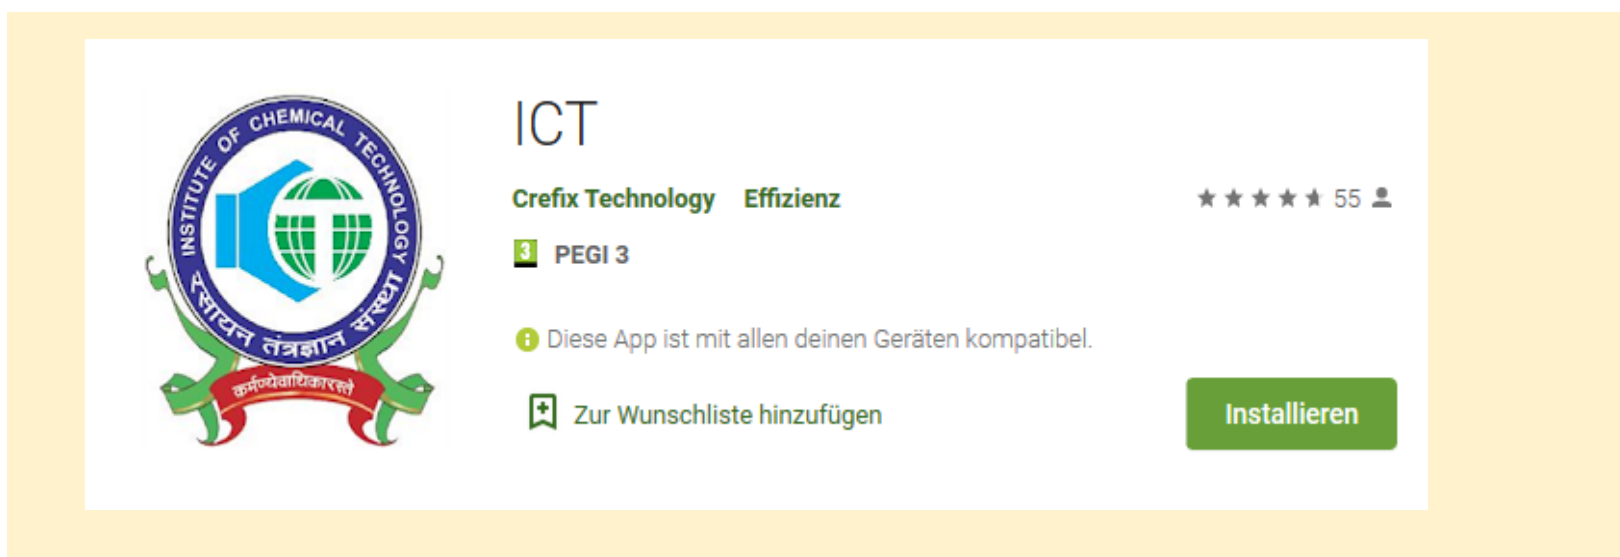 INSTITUTE OF CHEMICAL TECHNOLOGY
रसायन तंत्रज्ञान संस्था
कर्मण्येवाधिकारस्ते
T
ICT
Crefix Technology Effizienz
55
3 PEGI 3
Diese App ist mit allen deinen Geräten kompatibel.
Zur Wunschliste hinzufügen
Installieren